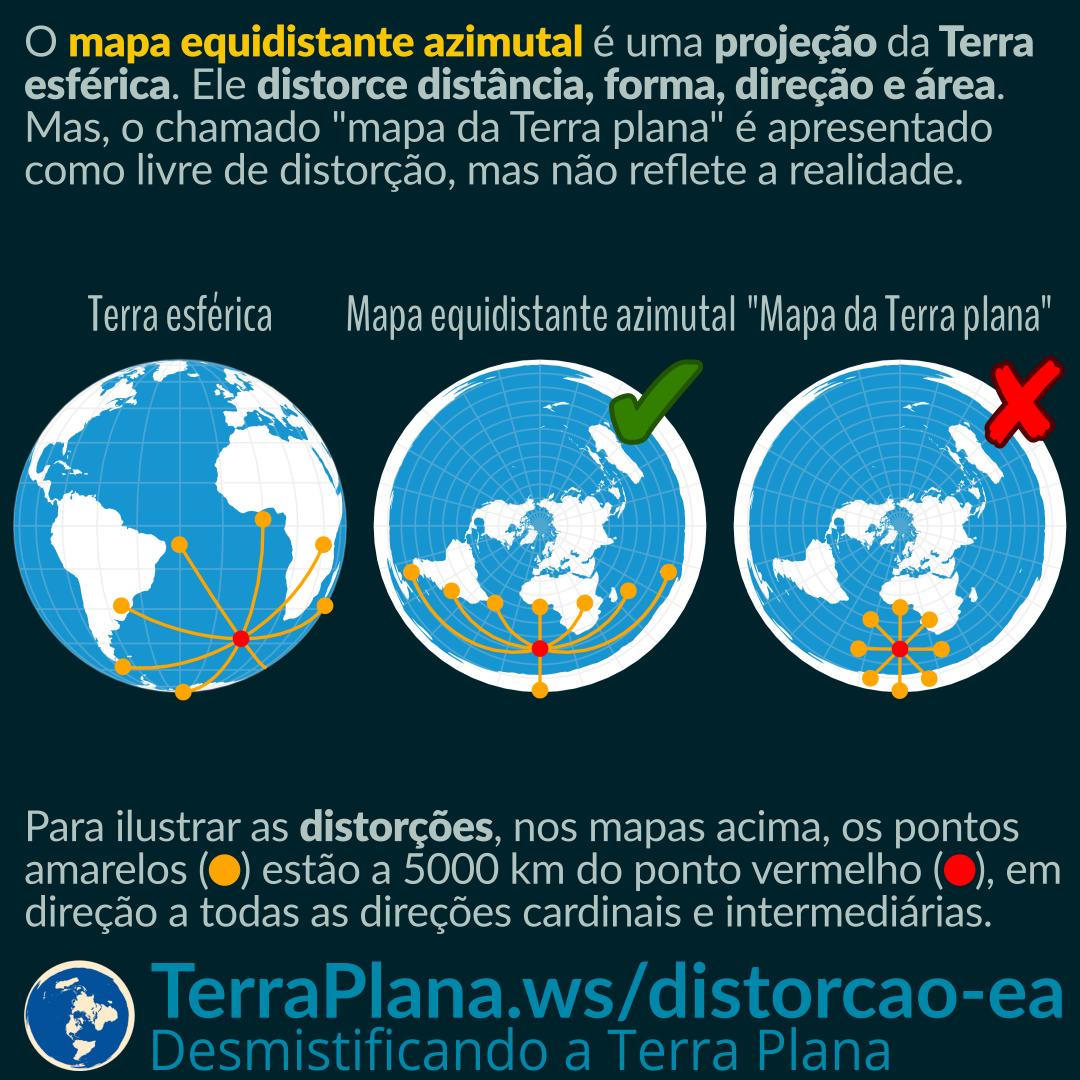 O mapa equidistante azimutal é uma projeção da Terra
esférica. Ele distorce distância, forma, direção e área.
Mas, o chamado "mapa da Terra plana" é apresentado
como livre de distorção, mas não reflete a realidade.
Terra esférica
Mapa equidistante azimutal
"Mapa da Terra plana"
Para ilustrar as distorções, nos mapas acima, os pontos
amarelos ( ) estão a 5000 km do ponto vermelho ( ), em
direção a todas as direções cardinais e intermediárias.
TerraPlana.ws/distorcao-ea
Desmistificando a Terra Plana